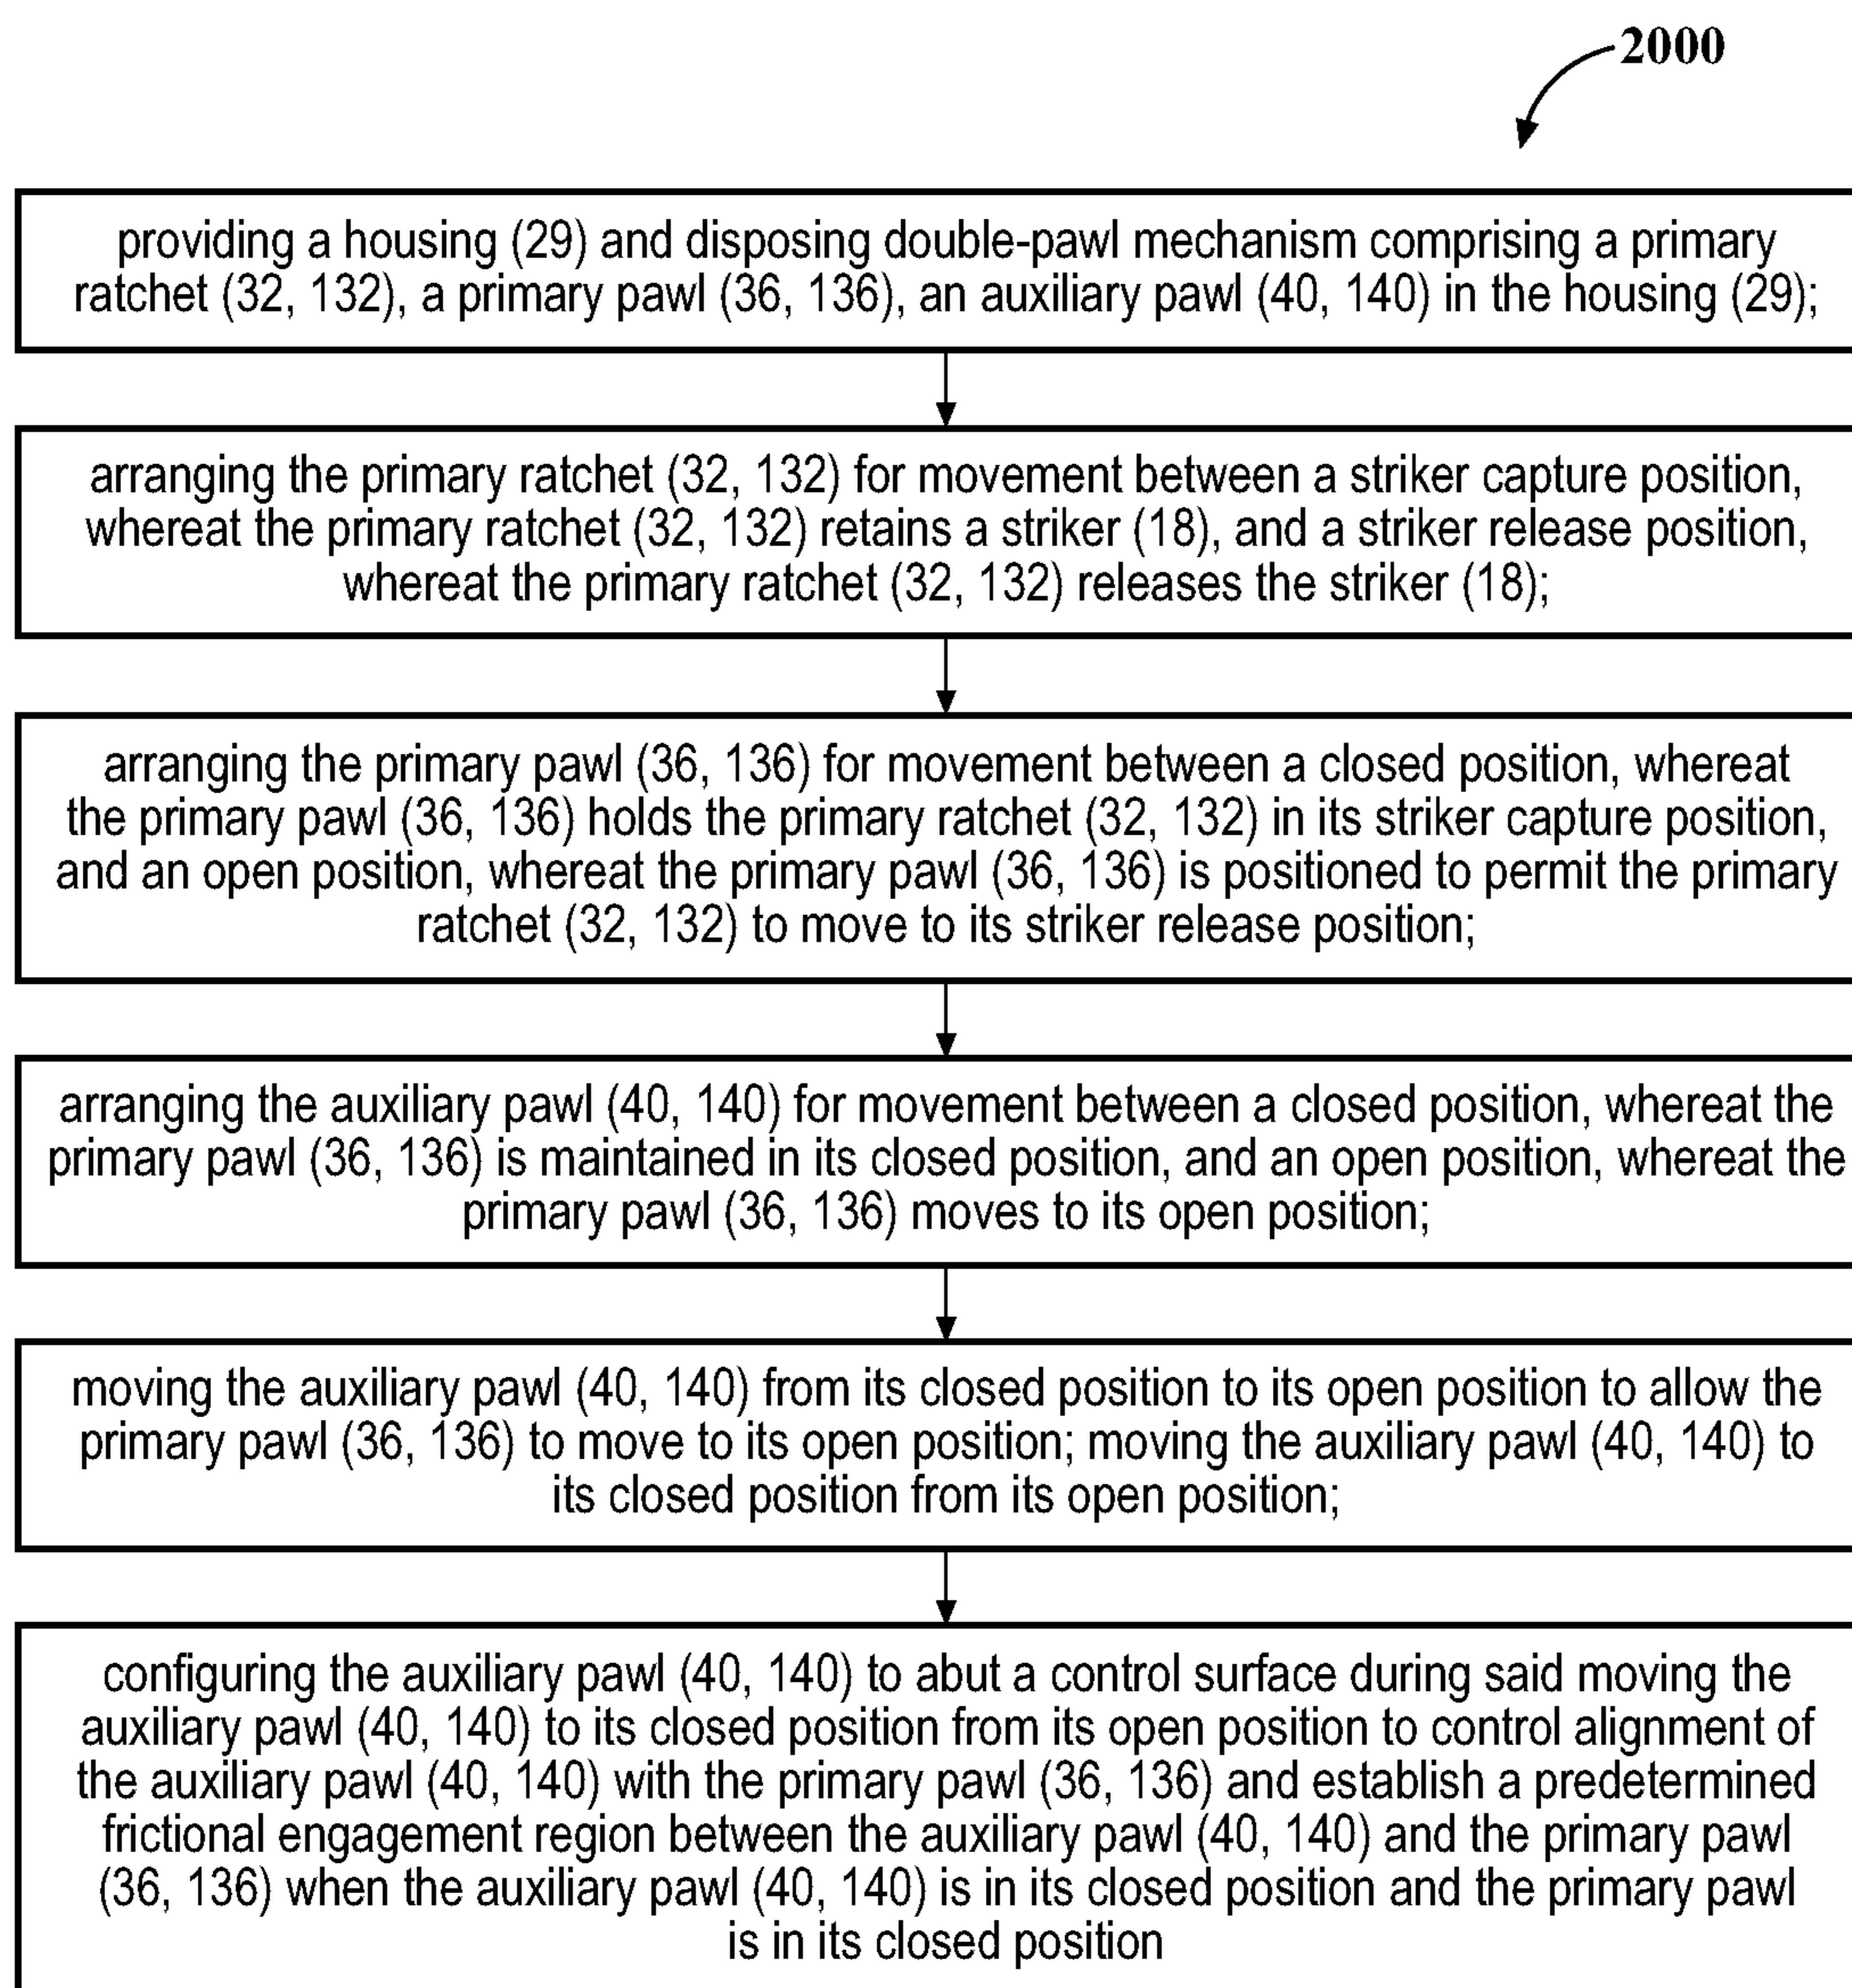 2000
providing a housing (29) and disposing double-pawl mechanism comprising a primary
ratchet (32, 132), a primary pawl (36, 136), an auxiliary pawl (40, 140) in the housing (29);
arranging the primary ratchet (32, 132) for movement between a striker capture position,
whereat the primary ratchet (32, 132) retains a striker (18), and a striker release position,
whereat the primary ratchet (32, 132) releases the striker (18);
arranging the primary pawl (36, 136) for movement between a closed position, whereat
the primary pawl (36, 136) holds the primary ratchet (32, 132) in its striker capture position,
and an open position, whereat the primary pawl (36, 136) is positioned to permit the primary
ratchet (32, 132) to move to its striker release position;
arranging the auxiliary pawl (40, 140) for movement between a closed position, whereat the
primary pawl (36, 136) is maintained in its closed position, and an open position, whereat the
primary pawl (36, 136) moves to its open position;
moving the auxiliary pawl (40, 140) from its closed position to its open position to allow the
primary pawl (36, 136) to move to its open position; moving the auxiliary pawl (40, 140) to
its closed position from its open position;
configuring the auxiliary pawl (40, 140) to abut a control surface during said moving the
auxiliary pawl (40, 140) to its closed position from its open position to control alignment of
the auxiliary pawl (40, 140) with the primary pawl (36, 136) and establish a predetermined
frictional engagement region between the auxiliary pawl (40, 140) and the primary pawl
(36, 136) when the auxiliary pawl (40, 140) is in its closed position and the primary pawl
is in its closed position